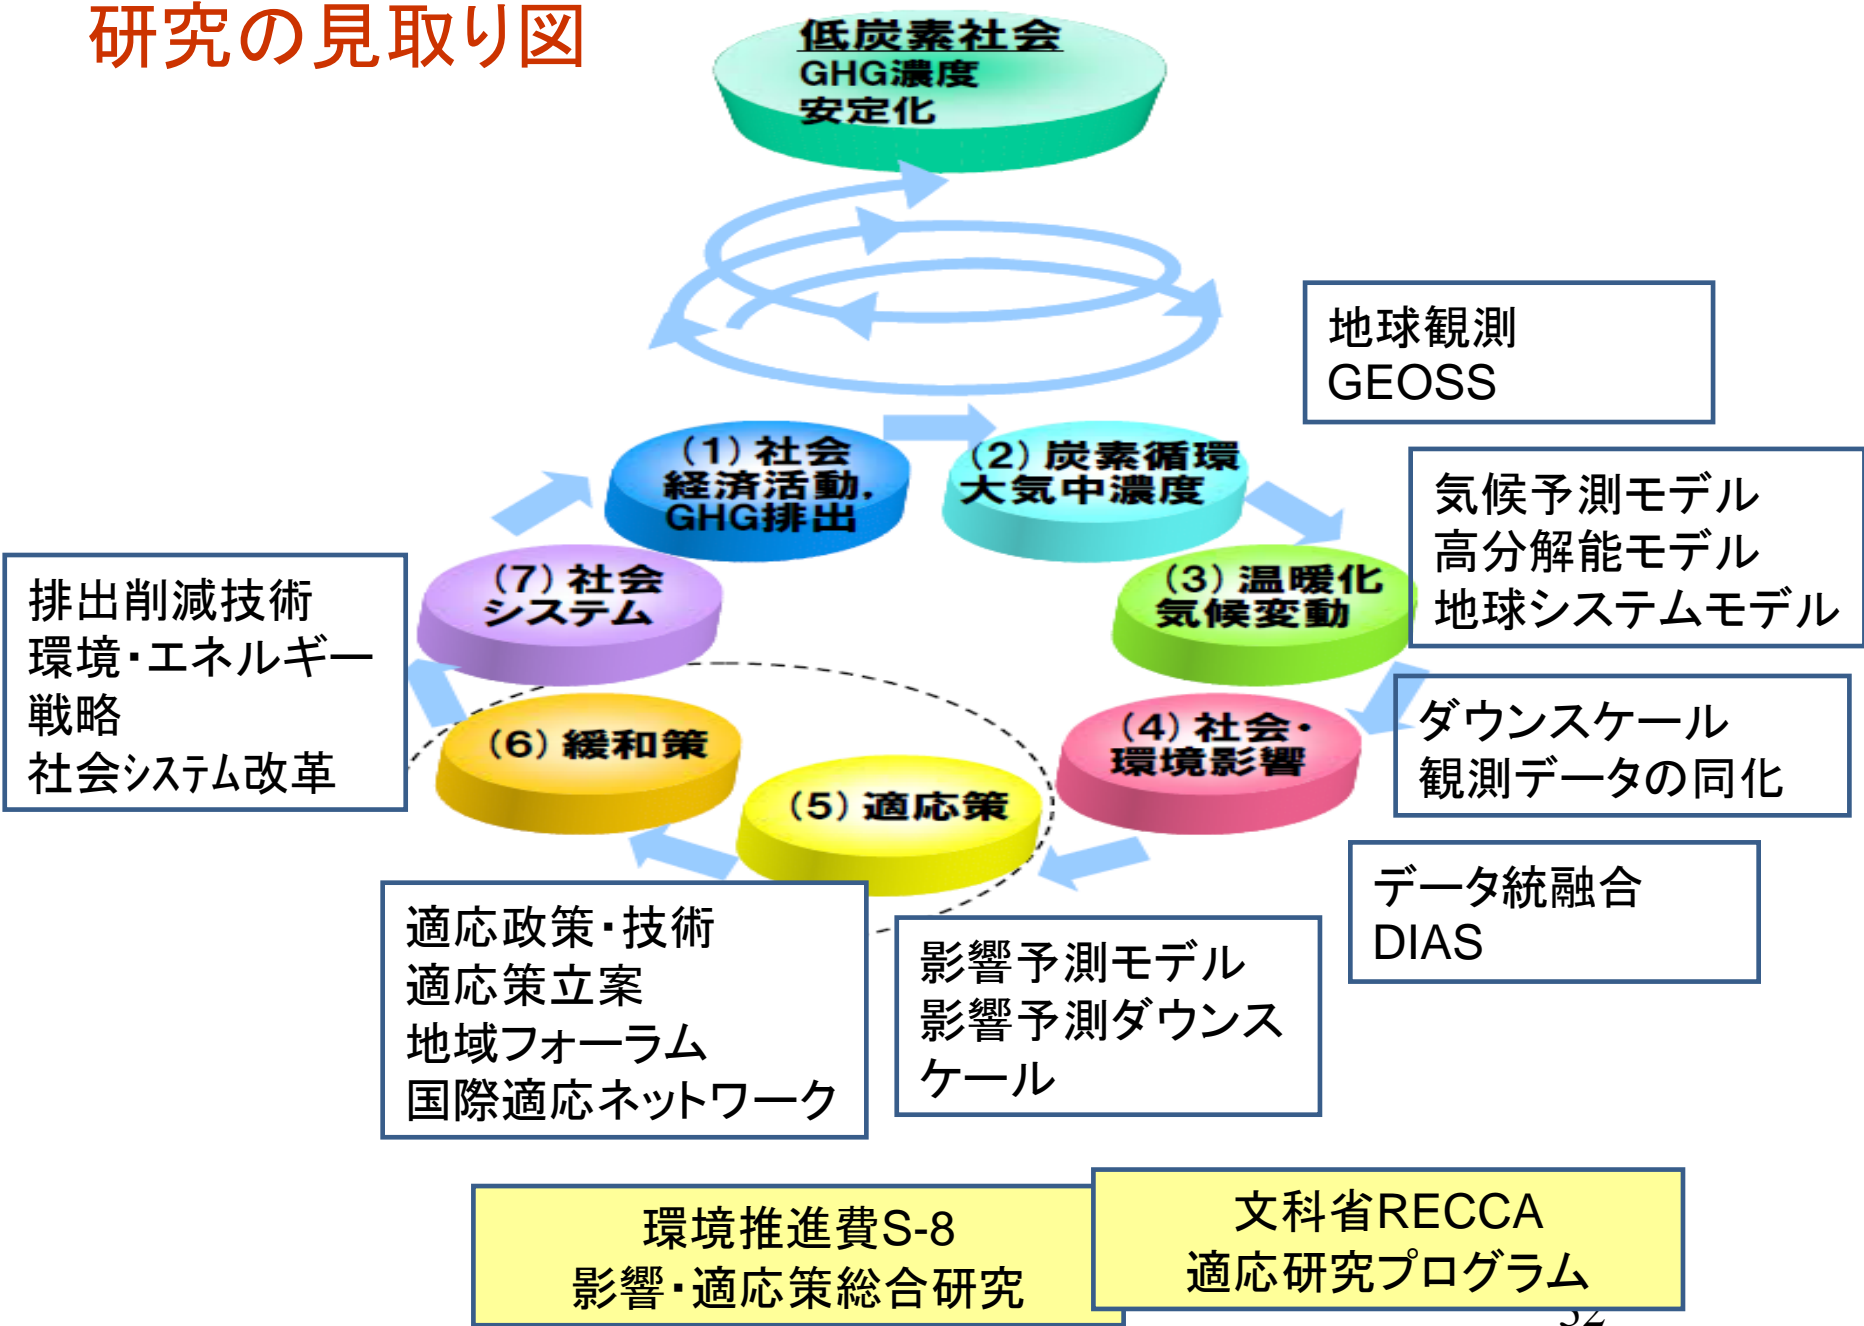 研究の見取り図
低炭素社会
GHG濃度
安定化
地球観測
GEOSS
(1)社会
経済活動,
GHG排出
(2)炭素循環
大気中濃度
気候予測モデル
高分解能モデル
地球システムモデル
(3)温暖化
気候変動
(7)社会
システム
排出削減技術
環境・エネルギー
戦略
社会システム改革
(4)社会・
環境影響
ダウンスケール
観測データの同化
(6)緩和策
(5)適応策
データ統融合
DIAS
適応政策・技術
適応策立案
地域フォーラム
国際適応ネットワーク
影響予測モデル
影響予測ダウンス
ケール
環境推進費S-8
影響・適応策総合研究
文科省RECCA
適応研究プログラム